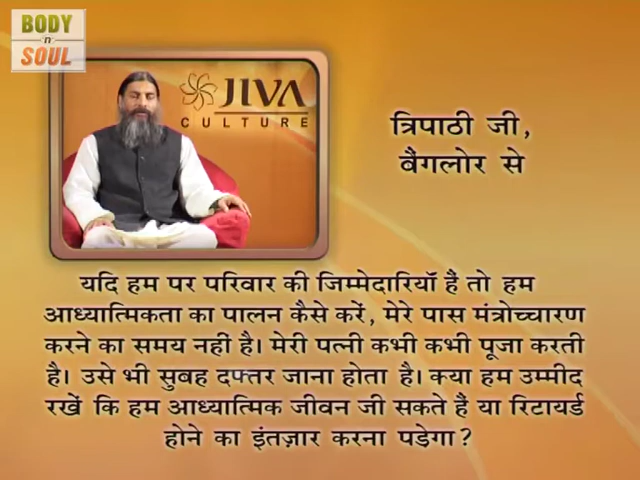 BODY
'n'
SOUL
JIVA
CULTURE
त्रिपाठी जी,
बैंगलोर से
यदि हम पर परिवार की जिम्मेदारियाँ हैं तो हम
आध्यात्मिकता का पालन कैसे करें, मेरे पास मंत्रोच्चारण
करने का समय नहीं है। मेरी पत्नी कभी कभी पूजा करती
है। उसे भी सुबह दफ्तर जाना होता है। क्या हम उम्मीद
रखें कि हम आध्यात्मिक जीवन जी सकते हैं या रिटायर्ड
होने का इंतज़ार करना पड़ेगा?